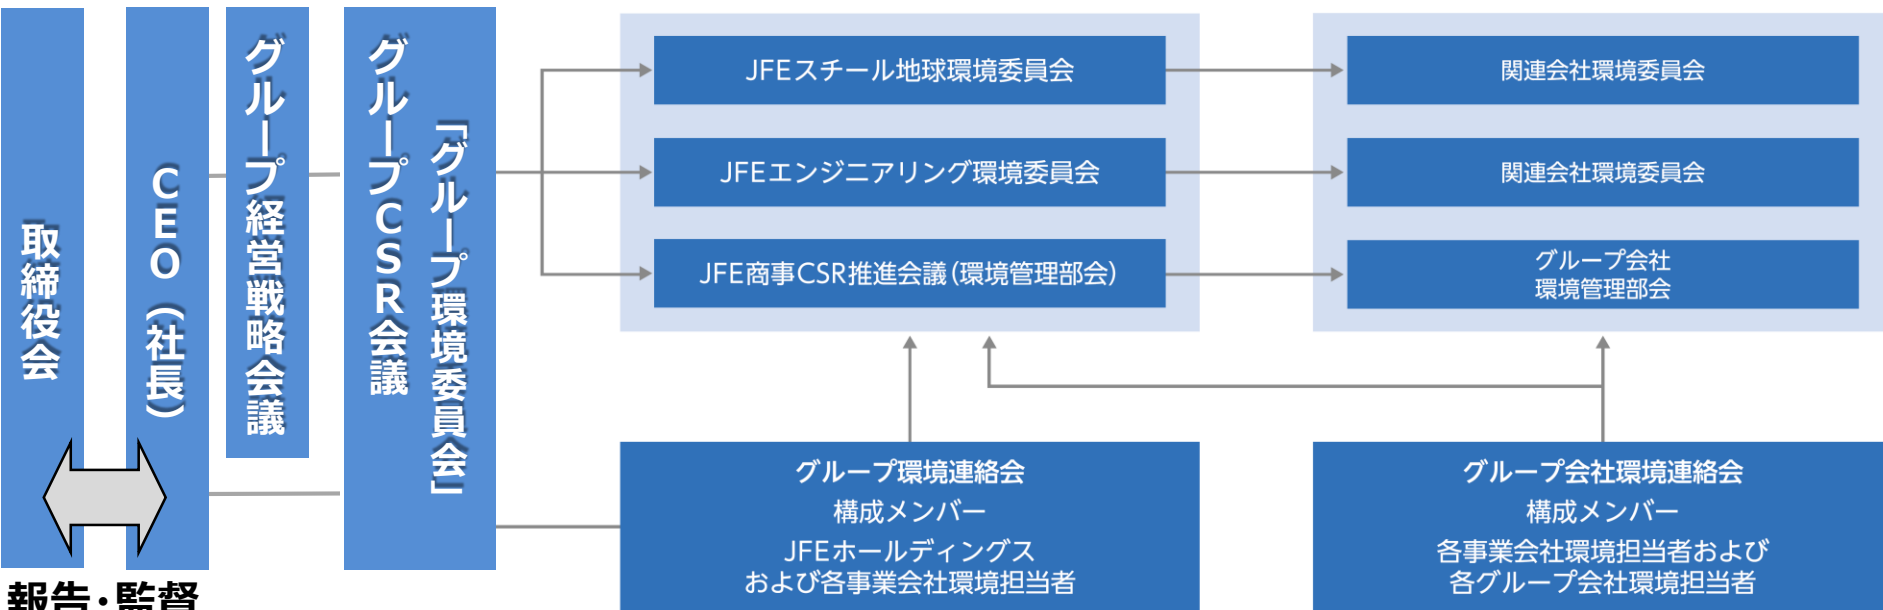 取締役会
CEO（社長）
グループ経営戦略会議
グループCSR会議
「グループ環境委員会」
JFEスチール地球環境委員会
関連会社環境委員会
JFEエンジニアリング環境委員会
関連会社環境委員会
JFE商事CSR推進会議（環境管理部会）
グループ会社
環境管理部会
グループ環境連絡会
構成メンバー
JFEホールディングス
および各事業会社環境担当者
グループ会社環境連絡会
構成メンバー
各事業会社環境担当者および
各グループ会社環境担当者
報告・監督